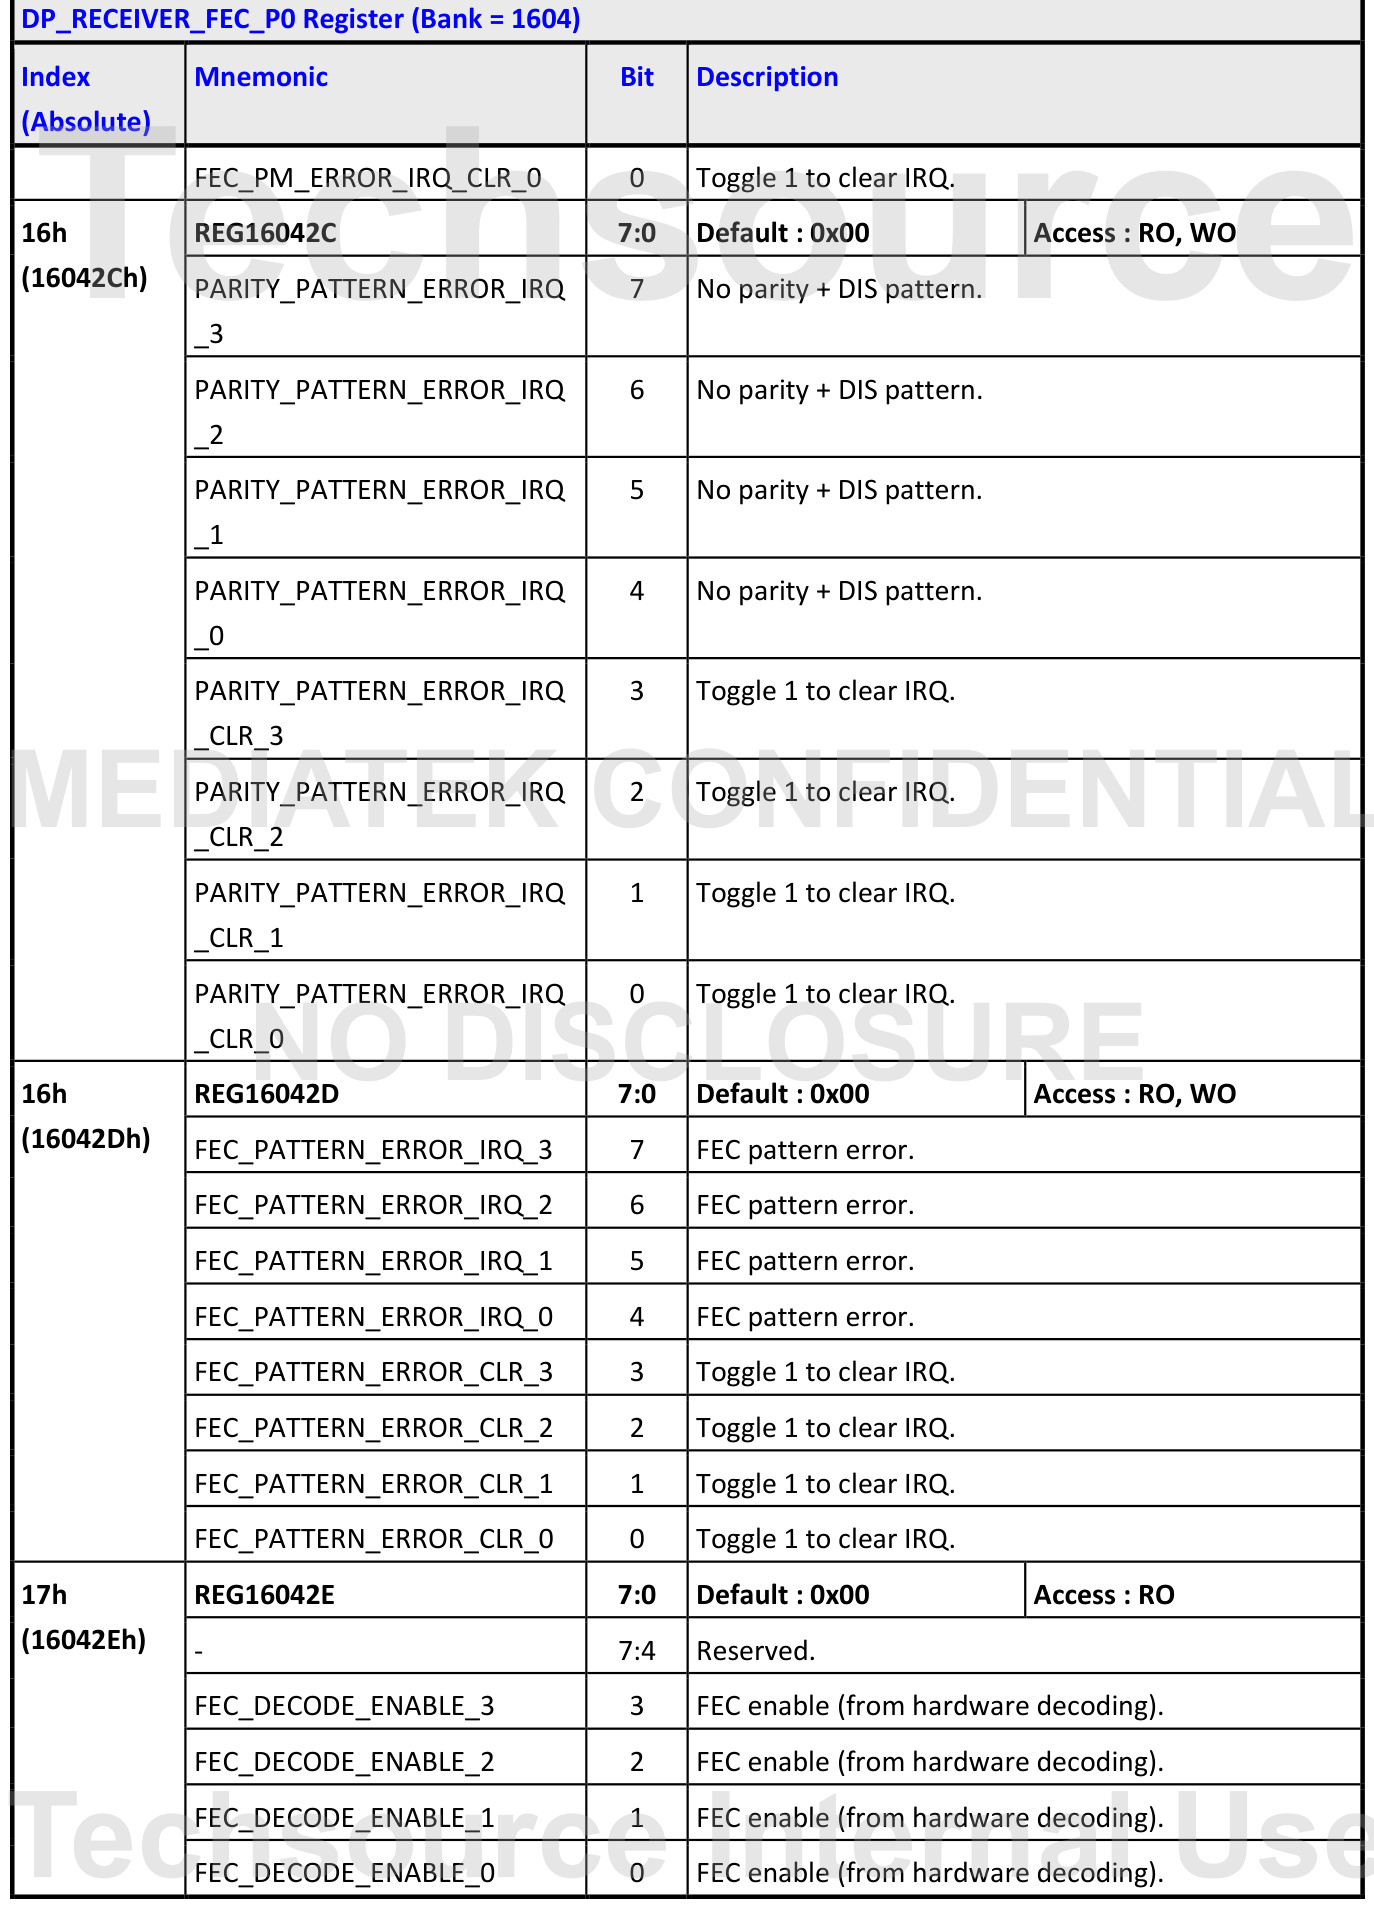 DP_RECEIVER_FEC_P0 Register (Bank = 1604)
Index (Absolute) Mnemonic Bit Description
FEC_PM_ERROR_IRQ_CLR_0 0 Toggle 1 to clear IRQ.
16h (16042Ch) REG16042C 7:0 Default : 0x00 Access : RO, WO
PARITY_PATTERN_ERROR_IRQ_3 7 No parity + DIS pattern.
PARITY_PATTERN_ERROR_IRQ_2 6 No parity + DIS pattern.
PARITY_PATTERN_ERROR_IRQ_1 5 No parity + DIS pattern.
PARITY_PATTERN_ERROR_IRQ_0 4 No parity + DIS pattern.
PARITY_PATTERN_ERROR_IRQ_CLR_3 3 Toggle 1 to clear IRQ.
PARITY_PATTERN_ERROR_IRQ_CLR_2 2 Toggle 1 to clear IRQ.
PARITY_PATTERN_ERROR_IRQ_CLR_1 1 Toggle 1 to clear IRQ.
PARITY_PATTERN_ERROR_IRQ_CLR_0 0 Toggle 1 to clear IRQ.
16h (16042Dh) REG16042D 7:0 Default : 0x00 Access : RO, WO
FEC_PATTERN_ERROR_IRQ_3 7 FEC pattern error.
FEC_PATTERN_ERROR_IRQ_2 6 FEC pattern error.
FEC_PATTERN_ERROR_IRQ_1 5 FEC pattern error.
FEC_PATTERN_ERROR_IRQ_0 4 FEC pattern error.
FEC_PATTERN_ERROR_CLR_3 3 Toggle 1 to clear IRQ.
FEC_PATTERN_ERROR_CLR_2 2 Toggle 1 to clear IRQ.
FEC_PATTERN_ERROR_CLR_1 1 Toggle 1 to clear IRQ.
FEC_PATTERN_ERROR_CLR_0 0 Toggle 1 to clear IRQ.
17h (16042Eh) REG16042E 7:0 Default : 0x00 Access : RO
- 7:4 Reserved.
FEC_DECODE_ENABLE_3 3 FEC enable (from hardware decoding).
FEC_DECODE_ENABLE_2 2 FEC enable (from hardware decoding).
FEC_DECODE_ENABLE_1 1 FEC enable (from hardware decoding).
FEC_DECODE_ENABLE_0 0 FEC enable (from hardware decoding).
Techsource
MEDIATEK CONFIDENTIAL
NO DISCLOSURE
Techsource Internal Use